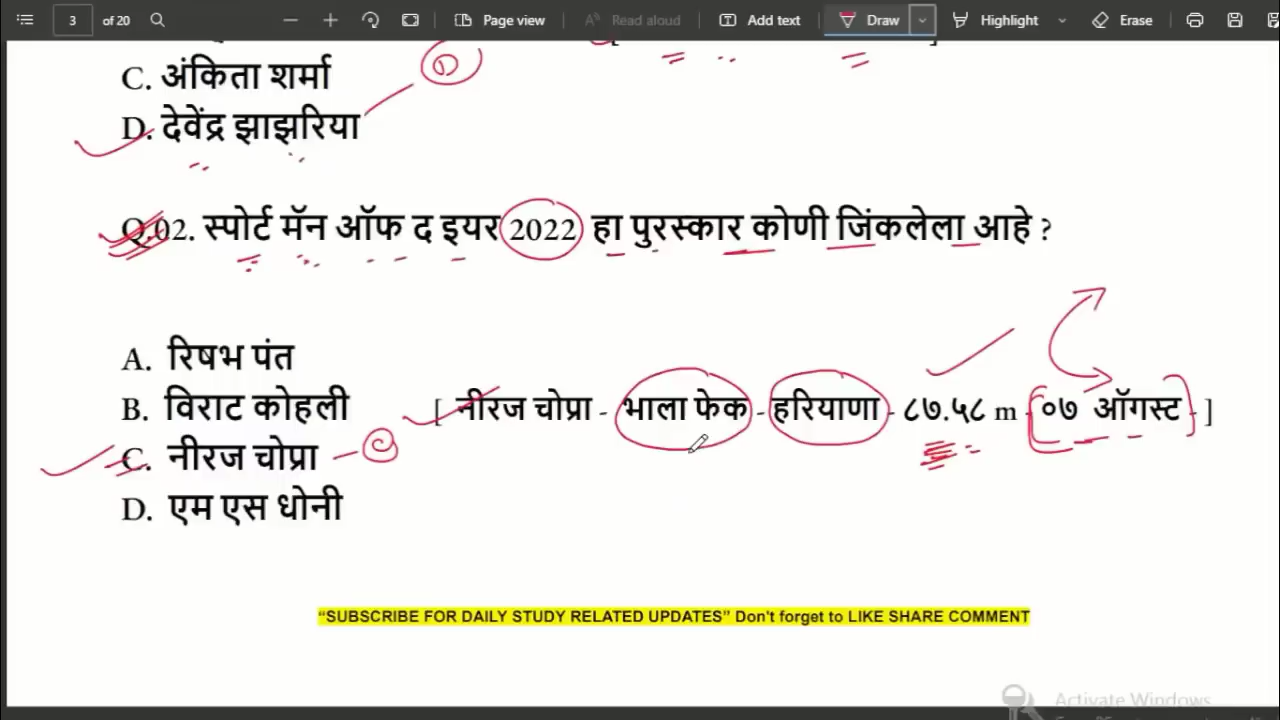 3 of 20 Page view Read aloud Add text Draw Highlight Erase
C. अंकिता शर्मा
D. देवेंद्र झाझरिया
Q.02. स्पोर्ट मॅन ऑफ द इयर 2022 हा पुरस्कार कोणी जिंकलेला आहे ?
A. रिषभ पंत
B. विराट कोहली [ नीरज चोप्रा - भाला फेक - हरियाणा - ८७.५८ m - ०७ ऑगस्ट - ]
C. नीरज चोप्रा
D. एम एस धोनी
“SUBSCRIBE FOR DAILY STUDY RELATED UPDATES” Don't forget to LIKE SHARE COMMENT
Activate Windows